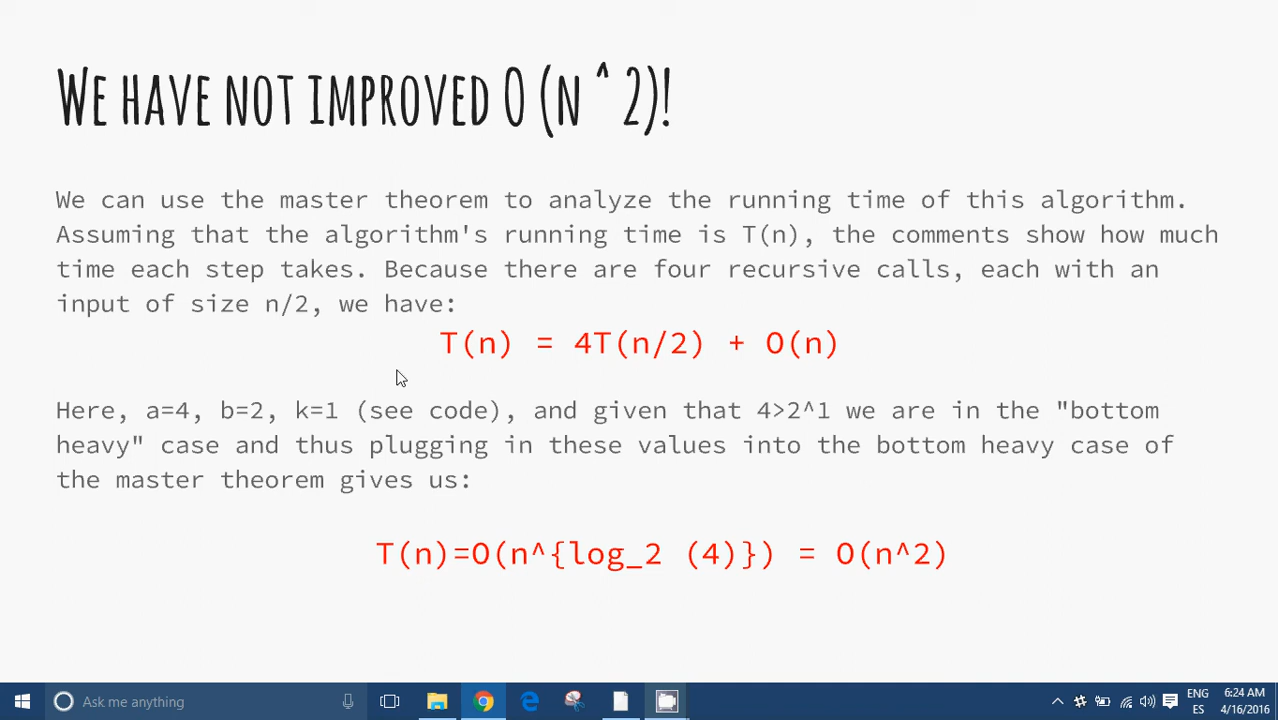 We have not improved O (n^2)!
We can use the master theorem to analyze the running time of this algorithm.
Assuming that the algorithm's running time is T(n), the comments show how much
time each step takes. Because there are four recursive calls, each with an
input of size n/2, we have:
T(n) = 4T(n/2) + O(n)
Here, a=4, b=2, k=1 (see code), and given that 4>2^1 we are in the "bottom
heavy" case and thus plugging in these values into the bottom heavy case of
the master theorem gives us:
T(n)=O(n^{log_2 (4)}) = O(n^2)
Ask me anything
ENG
ES
6:24 AM
4/16/2016